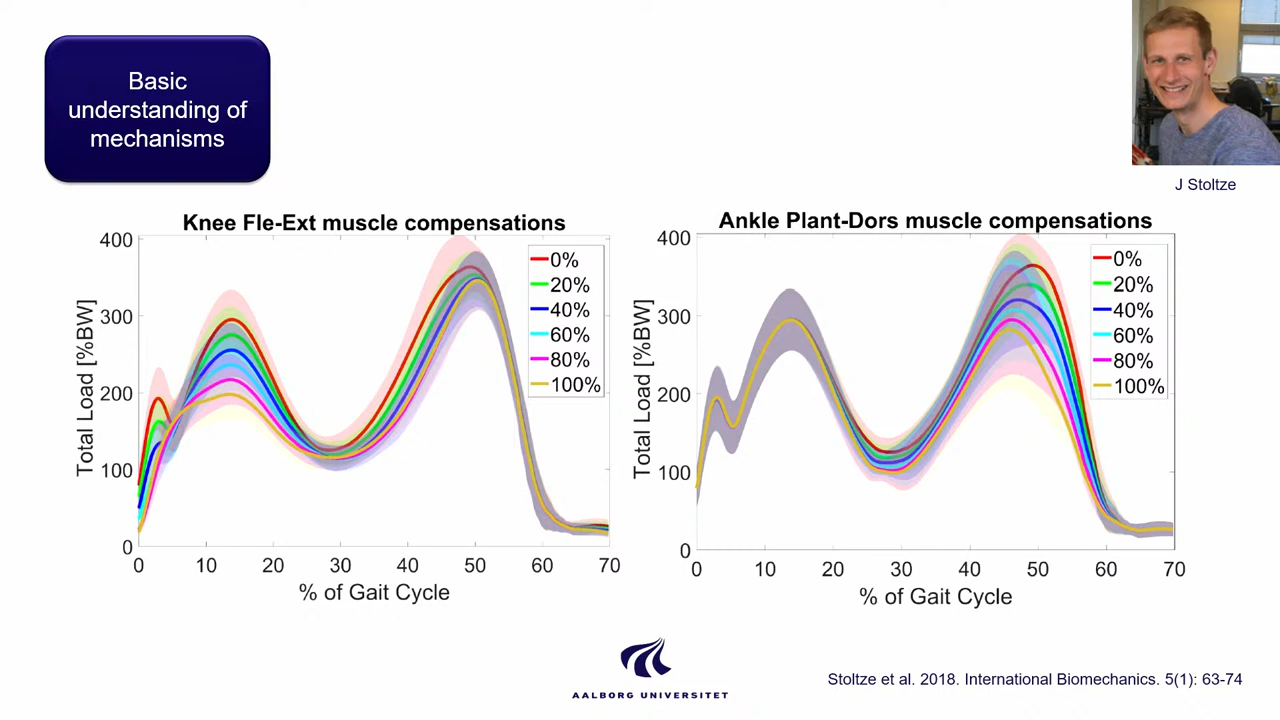 Basic
understanding of
mechanisms
J Stoltze
Knee Fle-Ext muscle compensations
400
300
200
100
0
Total Load [%BW]
0%
20%
40%
60%
80%
100%
0 10 20 30 40 50 60 70
% of Gait Cycle
Ankle Plant-Dors muscle compensations
400
300
200
100
0
Total Load [%BW]
0%
20%
40%
60%
80%
100%
0 10 20 30 40 50 60 70
% of Gait Cycle
AALBORG UNIVERSITET
Stoltze et al. 2018. International Biomechanics. 5(1): 63-74